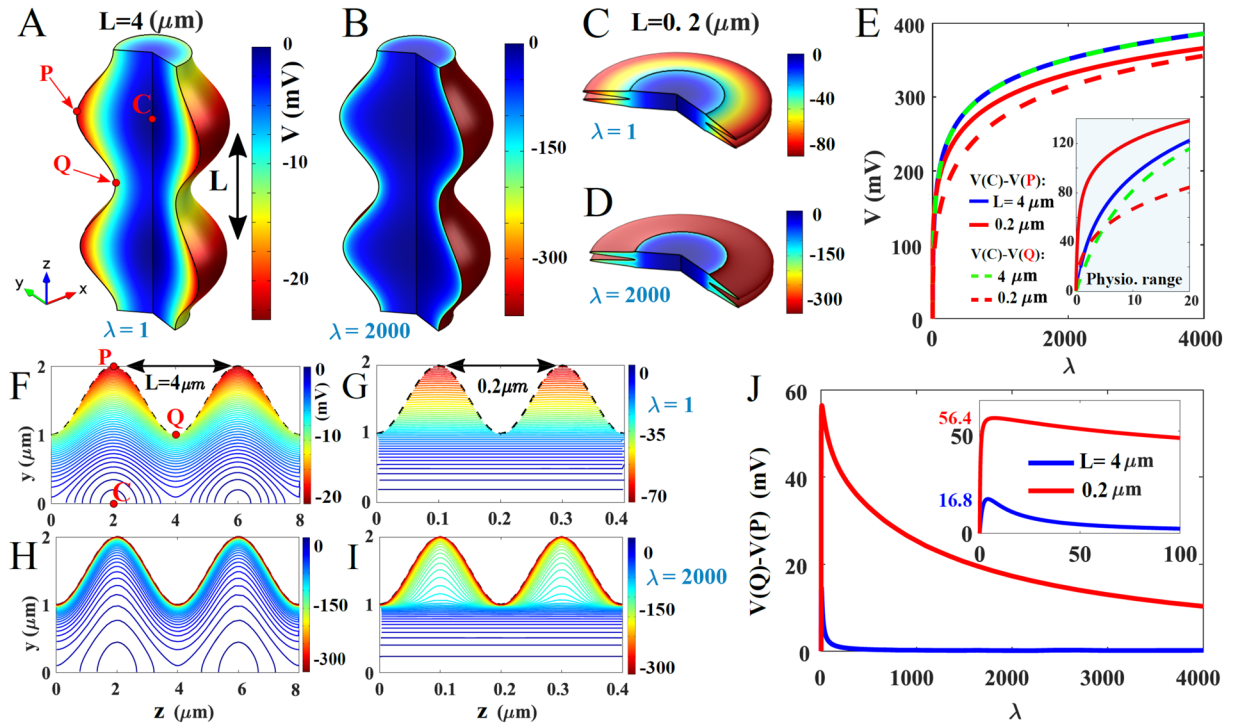 A
L=4 (μm)
P
C
Q
L
z
y
x
λ = 1
0
-10
-20
V (mV)
B
λ = 2000
0
-150
-300
C
L=0. 2 (μm)
λ = 1
0
-40
-80
D
λ = 2000
0
-150
-300
E
V (mV)
400
300
200
100
0
0
2000
4000
λ
V(C)-V(P):
L= 4 μm
0.2 μm
V(C)-V(Q):
4 μm
0.2 μm
120
80
40
0
Physio. range
0
10
20
F
P
L=4μm
Q
C
y (μm)
2
1
0
0
2
4
6
8
0
(mV)
-10
-20
G
0.2μm
2
1
0
0
0.1
0.2
0.3
0.4
0
λ = 1
-35
-70
H
y (μm)
2
1
0
0
2
4
6
8
z (μm)
0
-150
-300
I
2
1
0
0
0.1
0.2
0.3
0.4
z (μm)
0
λ = 2000
-150
-300
J
V(Q)-V(P) (mV)
60
40
20
0
0
1000
2000
3000
4000
λ
56.4
50
16.8
0
0
50
100
L= 4 μm
0.2 μm